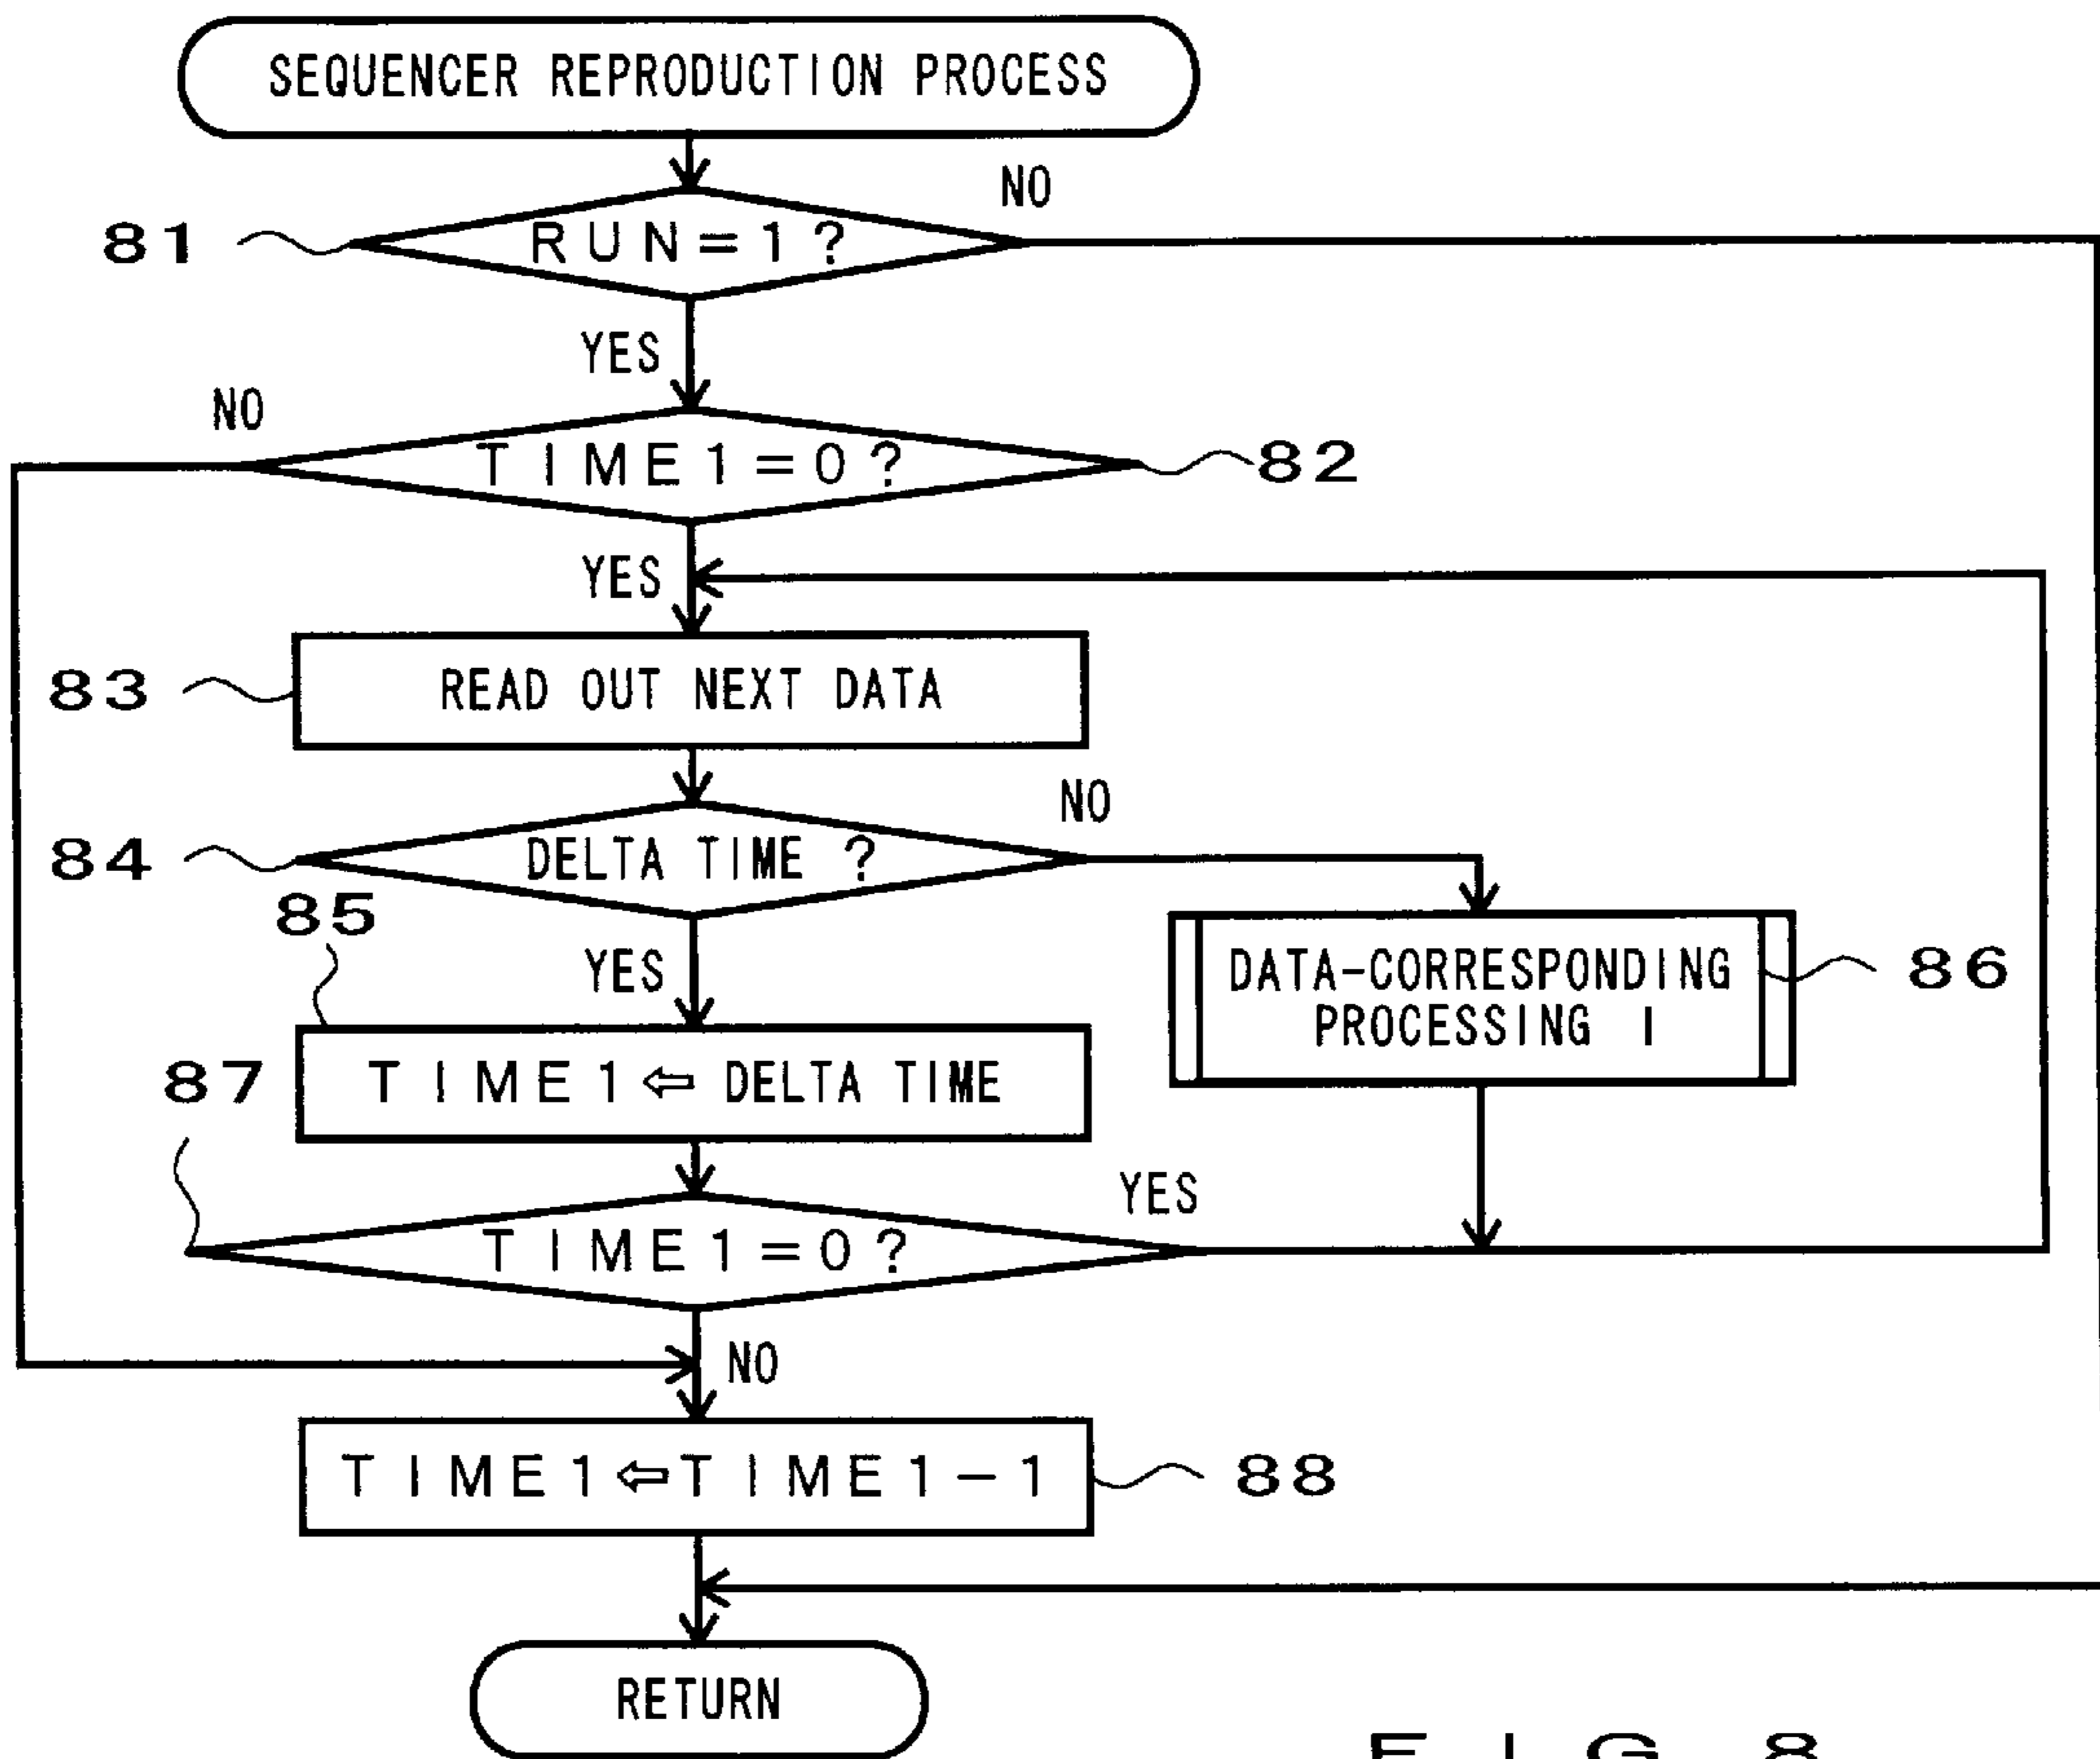 SEQUENCER REPRODUCTION PROCESS
NO
81
RUN=1?
YES
NO
TIME1=0?
82
YES
83
READ OUT NEXT DATA
NO
84
DELTA TIME ?
85
YES
DATA-CORRESPONDING
PROCESSING I
86
87
TIME1⇦ DELTA TIME
YES
TIME1=0?
NO
TIME1⇦TIME1-1
88
RETURN
FIG. 8